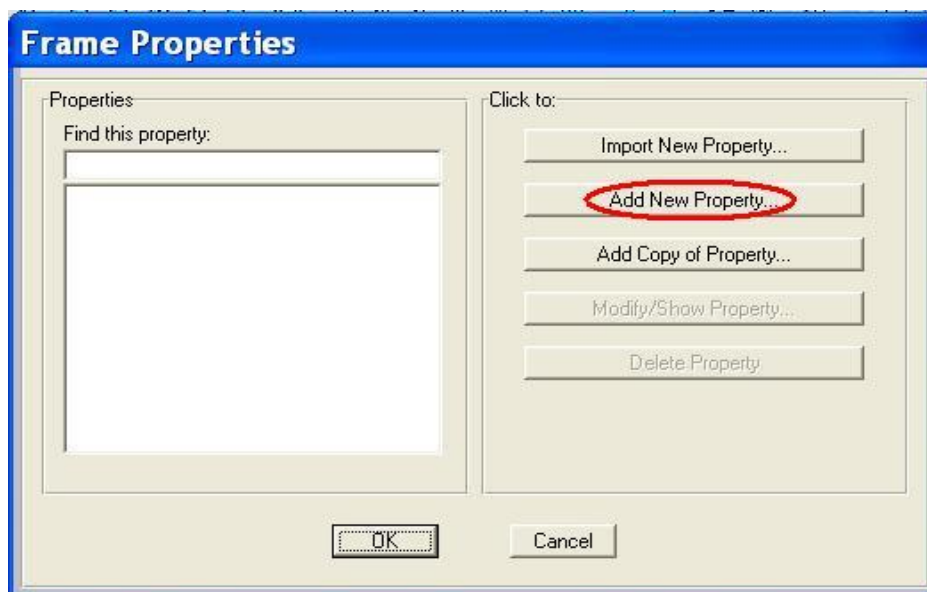 Frame Properties
Properties
Find this property:
Click to:
Import New Property...
Add New Property...
Add Copy of Property...
Modify/Show Property...
Delete Property
OK
Cancel